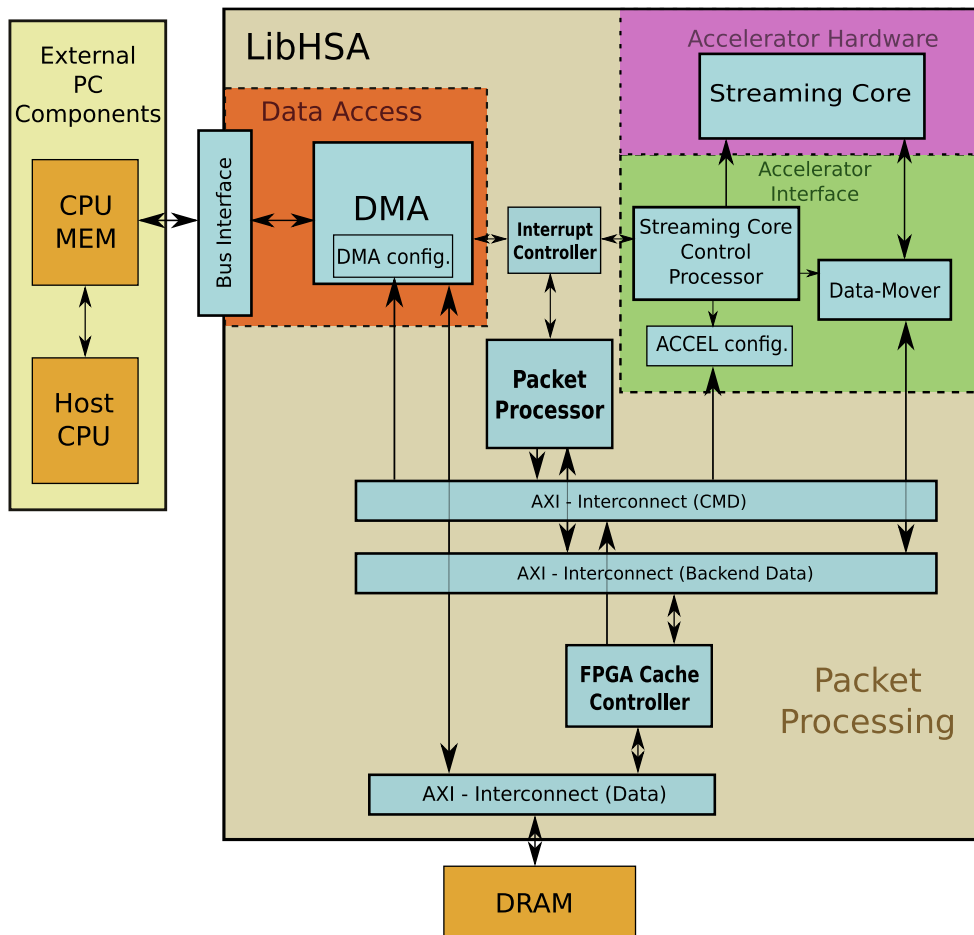 External
PC
Components
CPU
MEM
Host
CPU
LibHSA
Data Access
Bus Interface
DMA
DMA config.
Interrupt
Controller
Packet
Processor
Accelerator Hardware
Streaming Core
Accelerator
Interface
Streaming Core
Control
Processor
Data-Mover
ACCEL config.
AXI - Interconnect (CMD)
AXI - Interconnect (Backend Data)
FPGA Cache
Controller
Packet
Processing
AXI - Interconnect (Data)
DRAM